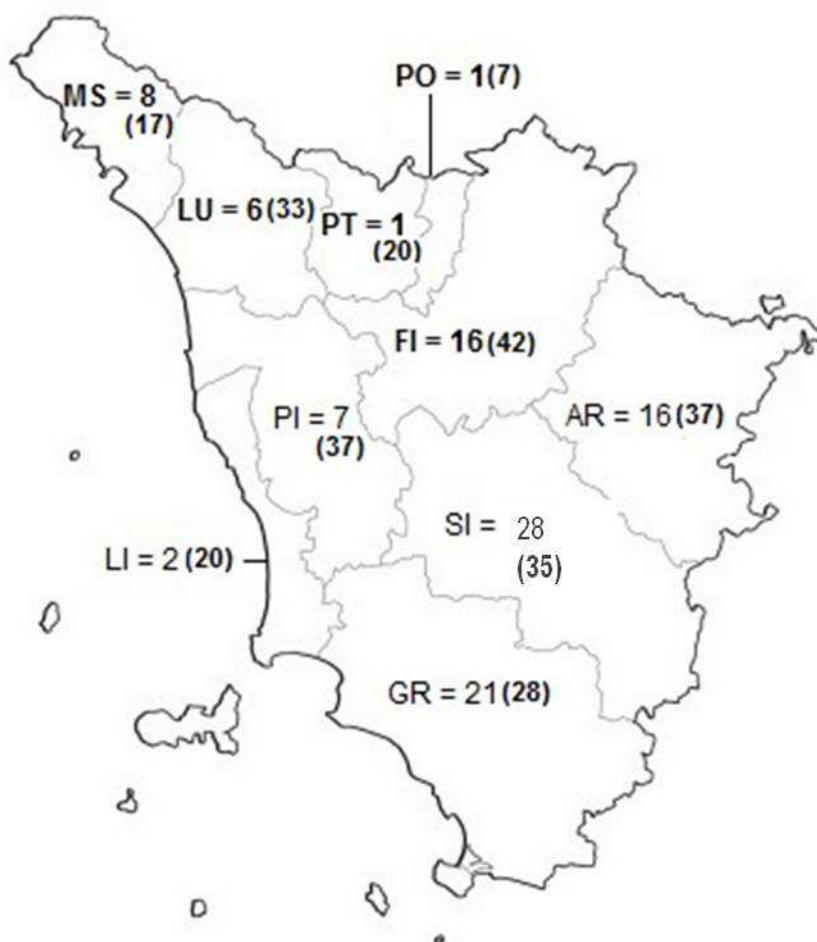 PO = 1(7)
MS = 8
(17)
LU = 6(33)
PT = 1
(20)
FI = 16(42)
PI = 7
(37)
AR = 16(37)
SI = 28
(35)
LI = 2(20)
GR = 21(28)